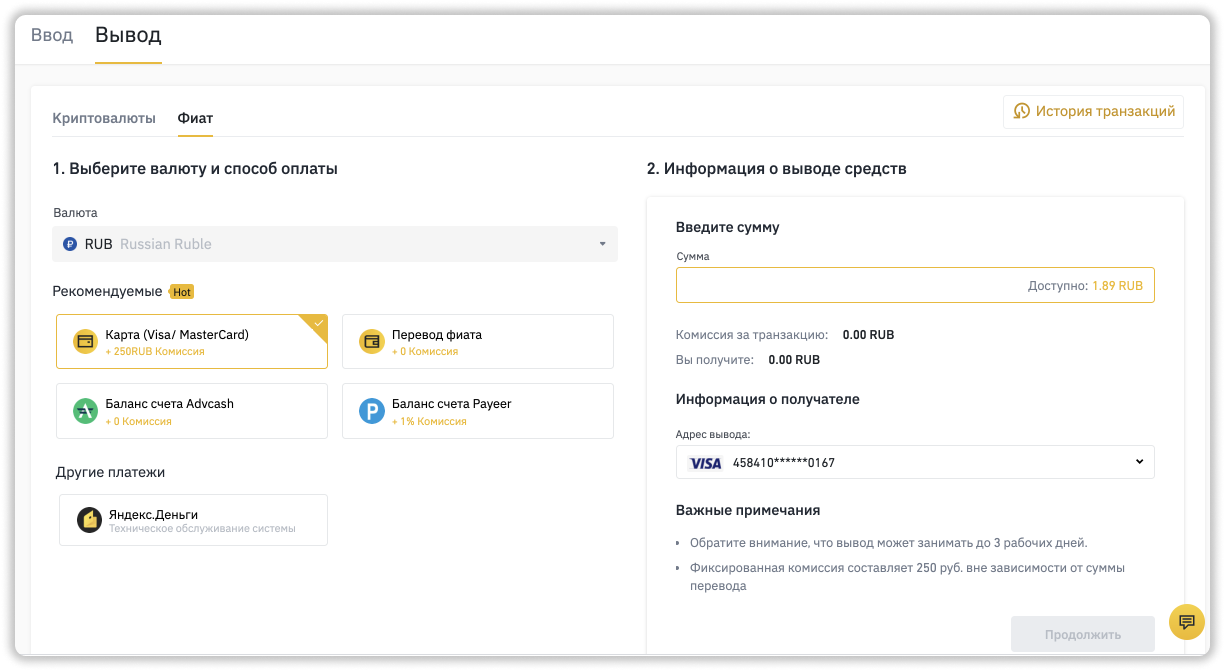 Ввод
Вывод
Криптовалюты
Фиат
История транзакций
1. Выберите валюту и способ оплаты
Валюта
₽ RUB Russian Ruble
Рекомендуемые Hot
Карта (Visa/ MasterCard)
+ 250RUB Комиссия
Перевод фиата
+ 0 Комиссия
Баланс счета Advcash
+ 0 Комиссия
Баланс счета Payeer
+ 1% Комиссия
Другие платежи
Яндекс.Деньги
Техническое обслуживание системы
2. Информация о выводе средств
Введите сумму
Сумма
Доступно: 1.89 RUB
Комиссия за транзакцию: 0.00 RUB
Вы получите: 0.00 RUB
Информация о получателе
Адрес вывода:
VISA 458410******0167
Важные примечания
• Обратите внимание, что вывод может занимать до 3 рабочих дней.
• Фиксированная комиссия составляет 250 руб. вне зависимости от суммы
перевода
Продолжить